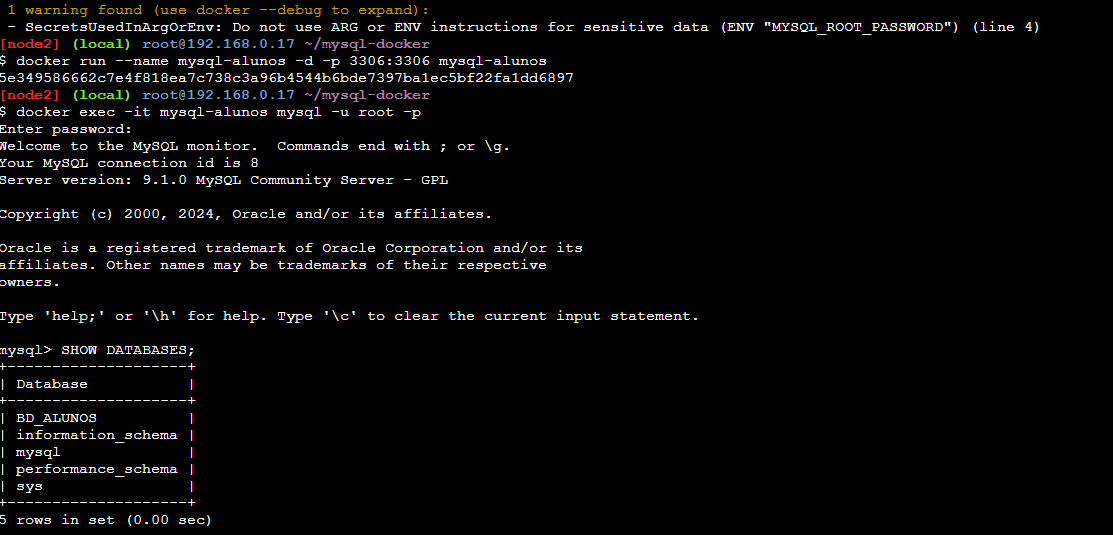 1 warning found (use docker --debug to expand):
- SecretsUsedInArgOrEnv: Do not use ARG or ENV instructions for sensitive data (ENV "MYSQL_ROOT_PASSWORD") (line 4)
[node2] (local) root@192.168.0.17 ~/mysql-docker
$ docker run --name mysql-alunos -d -p 3306:3306 mysql-alunos
5e349586662c7e4f818ea7c738c3a96b4544b6bde7397ba1ec5bf22fa1dd6897
[node2] (local) root@192.168.0.17 ~/mysql-docker
$ docker exec -it mysql-alunos mysql -u root -p
Enter password:
Welcome to the MySQL monitor.  Commands end with ; or \g.
Your MySQL connection id is 8
Server version: 9.1.0 MySQL Community Server - GPL

Copyright (c) 2000, 2024, Oracle and/or its affiliates.

Oracle is a registered trademark of Oracle Corporation and/or its
affiliates. Other names may be trademarks of their respective
owners.

Type 'help;' or '\h' for help. Type '\c' to clear the current input statement.

mysql> SHOW DATABASES;
+--------------------+
| Database           |
+--------------------+
| BD_ALUNOS          |
| information_schema |
| mysql              |
| performance_schema |
| sys                |
+--------------------+
5 rows in set (0.00 sec)